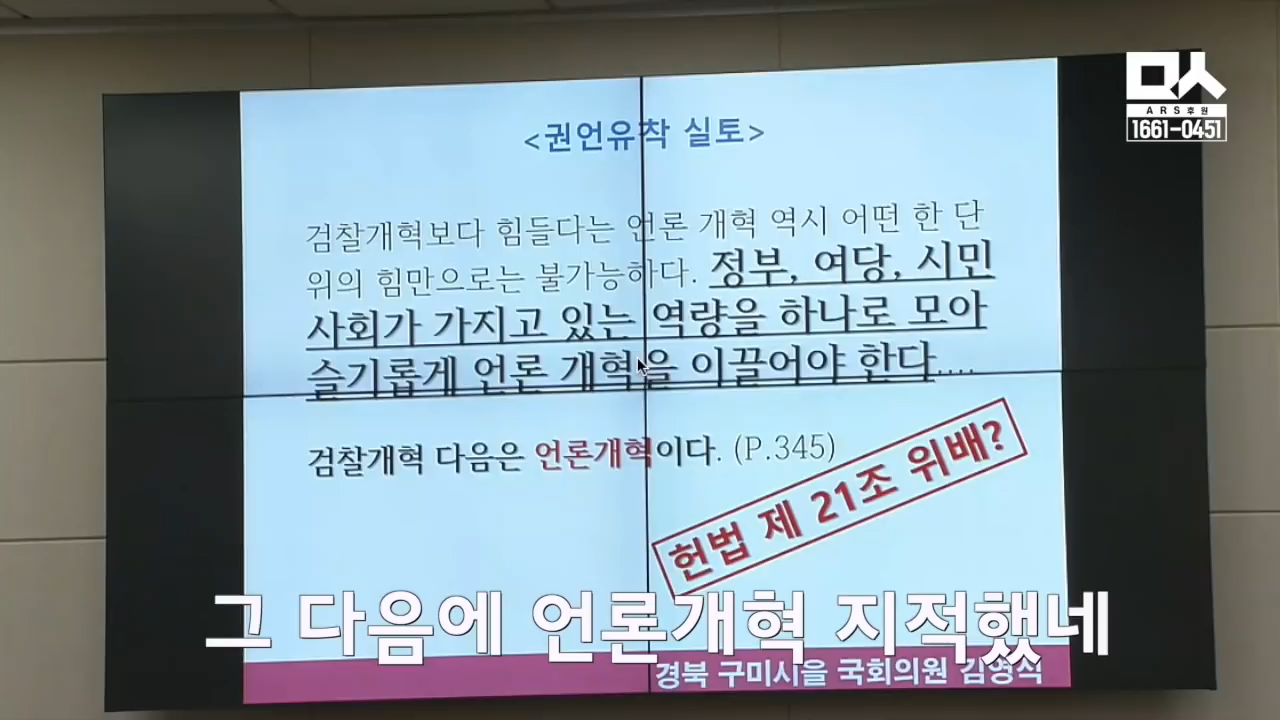 ARS후원
1661-0451
<권언유착 실토>
검찰개혁보다 힘들다는 언론 개혁 역시 어떤 한 단
위의 힘만으로는 불가능하다. 정부, 여당, 시민
사회가 가지고 있는 역량을 하나로 모아
슬기롭게 언론 개혁을 이끌어야 한다....
검찰개혁 다음은 언론개혁이다. (P.345)
헌법 제 21조 위배?
그 다음에 언론개혁 지적했네
경북 구미시을 국회의원 김영식